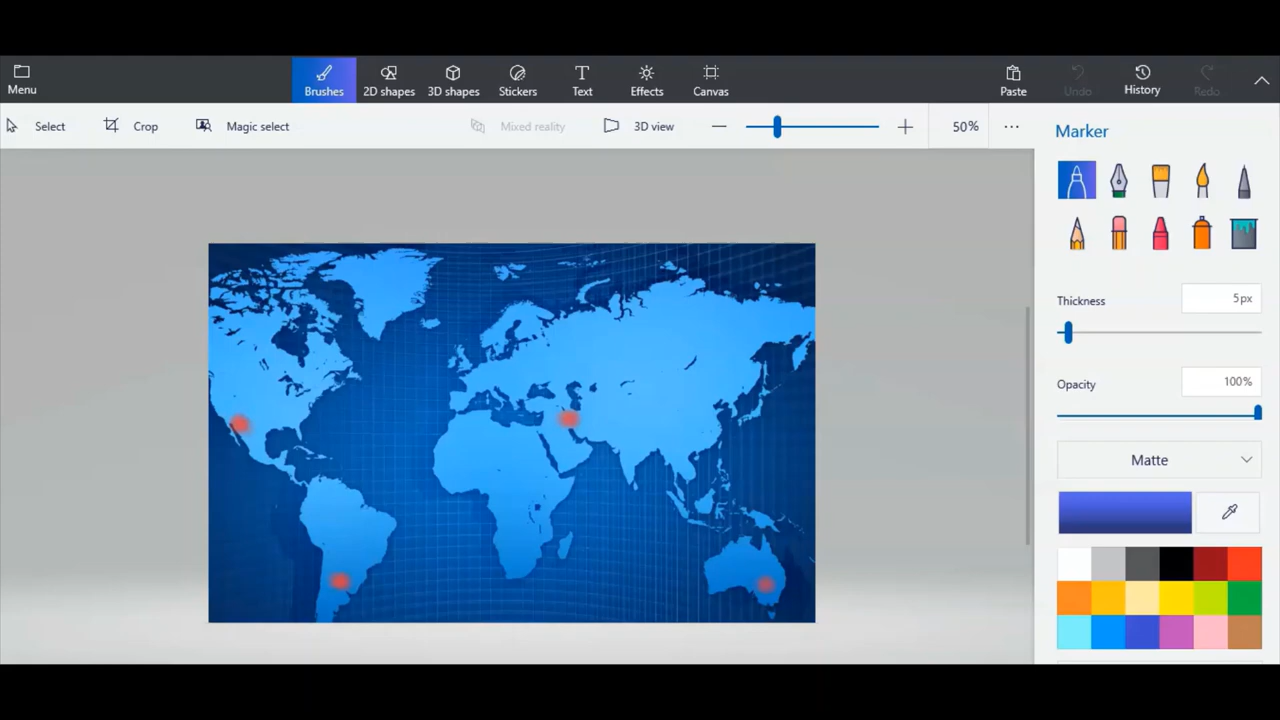 Menu
Brushes
2D shapes
3D shapes
Stickers
Text
Effects
Canvas
Paste
Undo
History
Redo
Select
Crop
Magic select
Mixed reality
3D view
50%
Marker
Thickness
5px
Opacity
100%
Matte